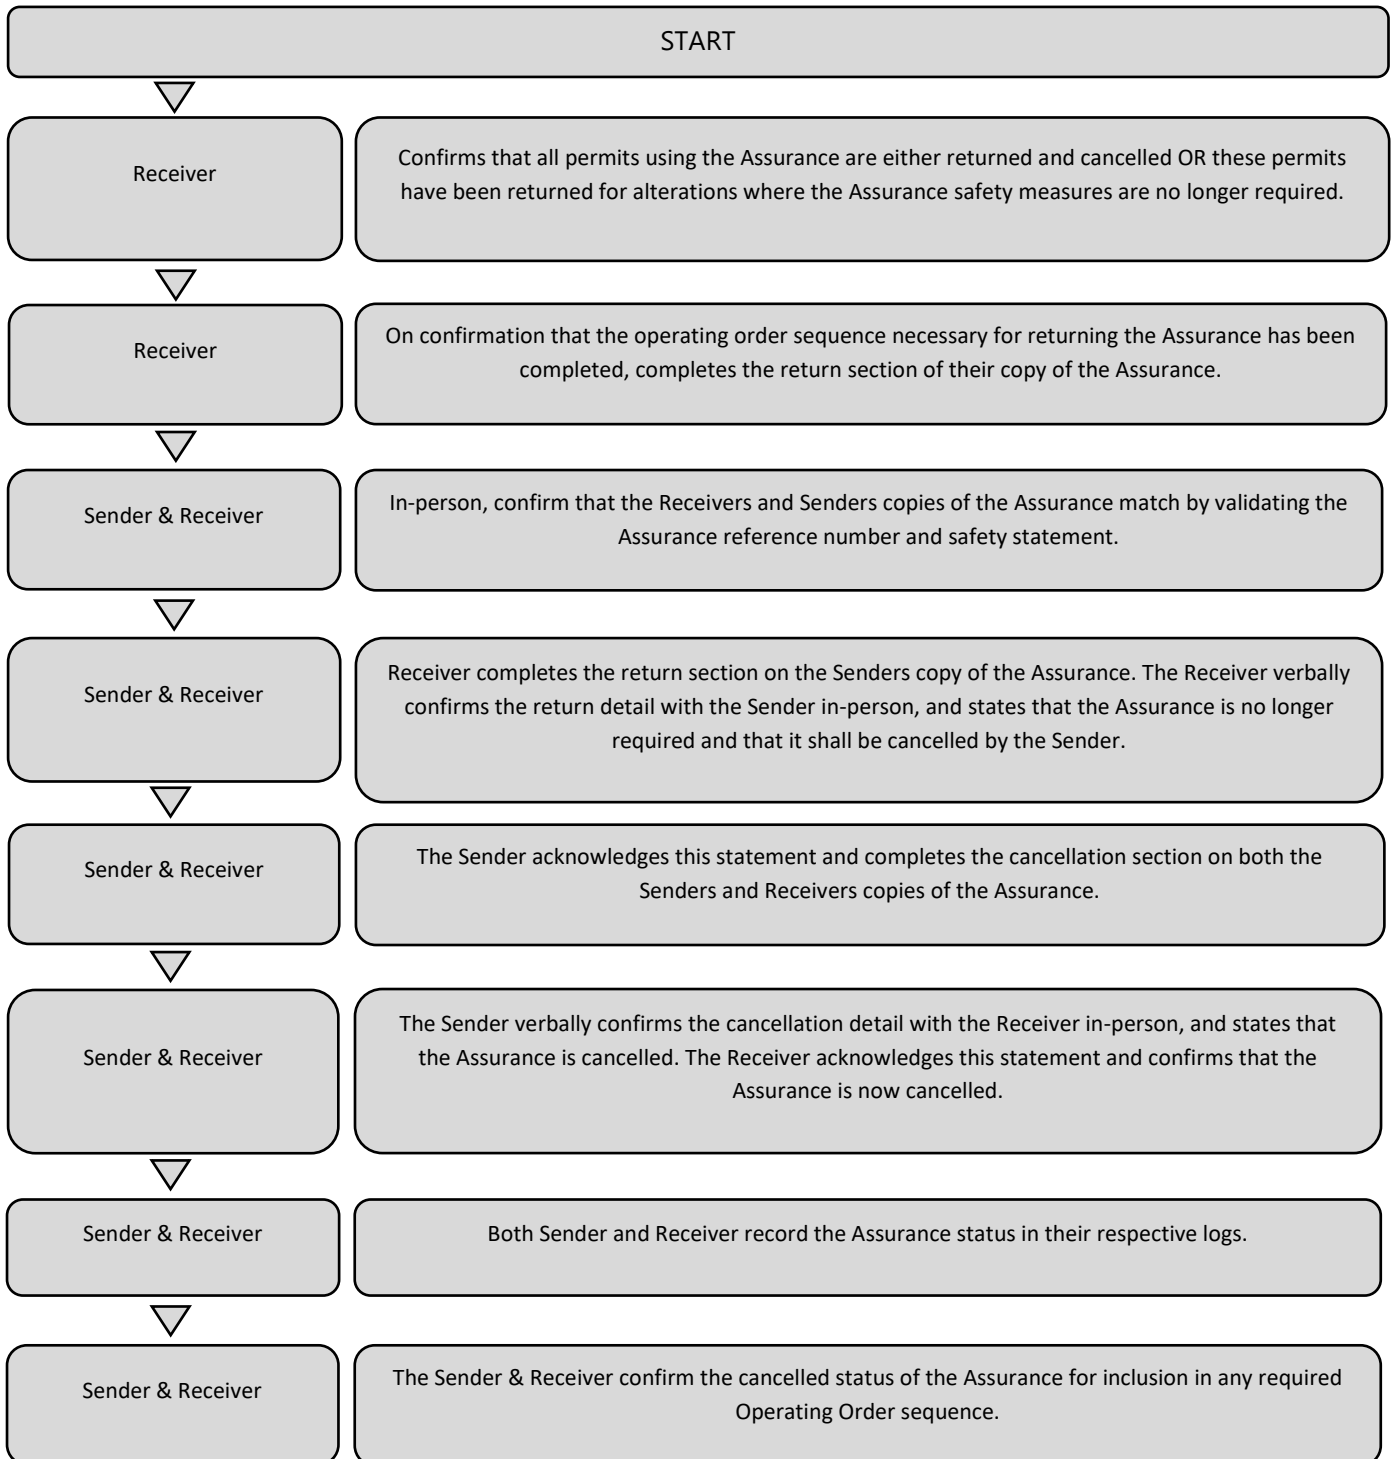 START
Receiver
Confirms that all permits using the Assurance are either returned and cancelled OR these permits
have been returned for alterations where the Assurance safety measures are no longer required.
Receiver
On confirmation that the operating order sequence necessary for returning the Assurance has been
completed, completes the return section of their copy of the Assurance.
Sender & Receiver
In-person, confirm that the Receivers and Senders copies of the Assurance match by validating the
Assurance reference number and safety statement.
Sender & Receiver
Receiver completes the return section on the Senders copy of the Assurance. The Receiver verbally
confirms the return detail with the Sender in-person, and states that the Assurance is no longer
required and that it shall be cancelled by the Sender.
Sender & Receiver
The Sender acknowledges this statement and completes the cancellation section on both the
Senders and Receivers copies of the Assurance.
Sender & Receiver
The Sender verbally confirms the cancellation detail with the Receiver in-person, and states that
the Assurance is cancelled. The Receiver acknowledges this statement and confirms that the
Assurance is now cancelled.
Sender & Receiver
Both Sender and Receiver record the Assurance status in their respective logs.
Sender & Receiver
The Sender & Receiver confirm the cancelled status of the Assurance for inclusion in any required
Operating Order sequence.